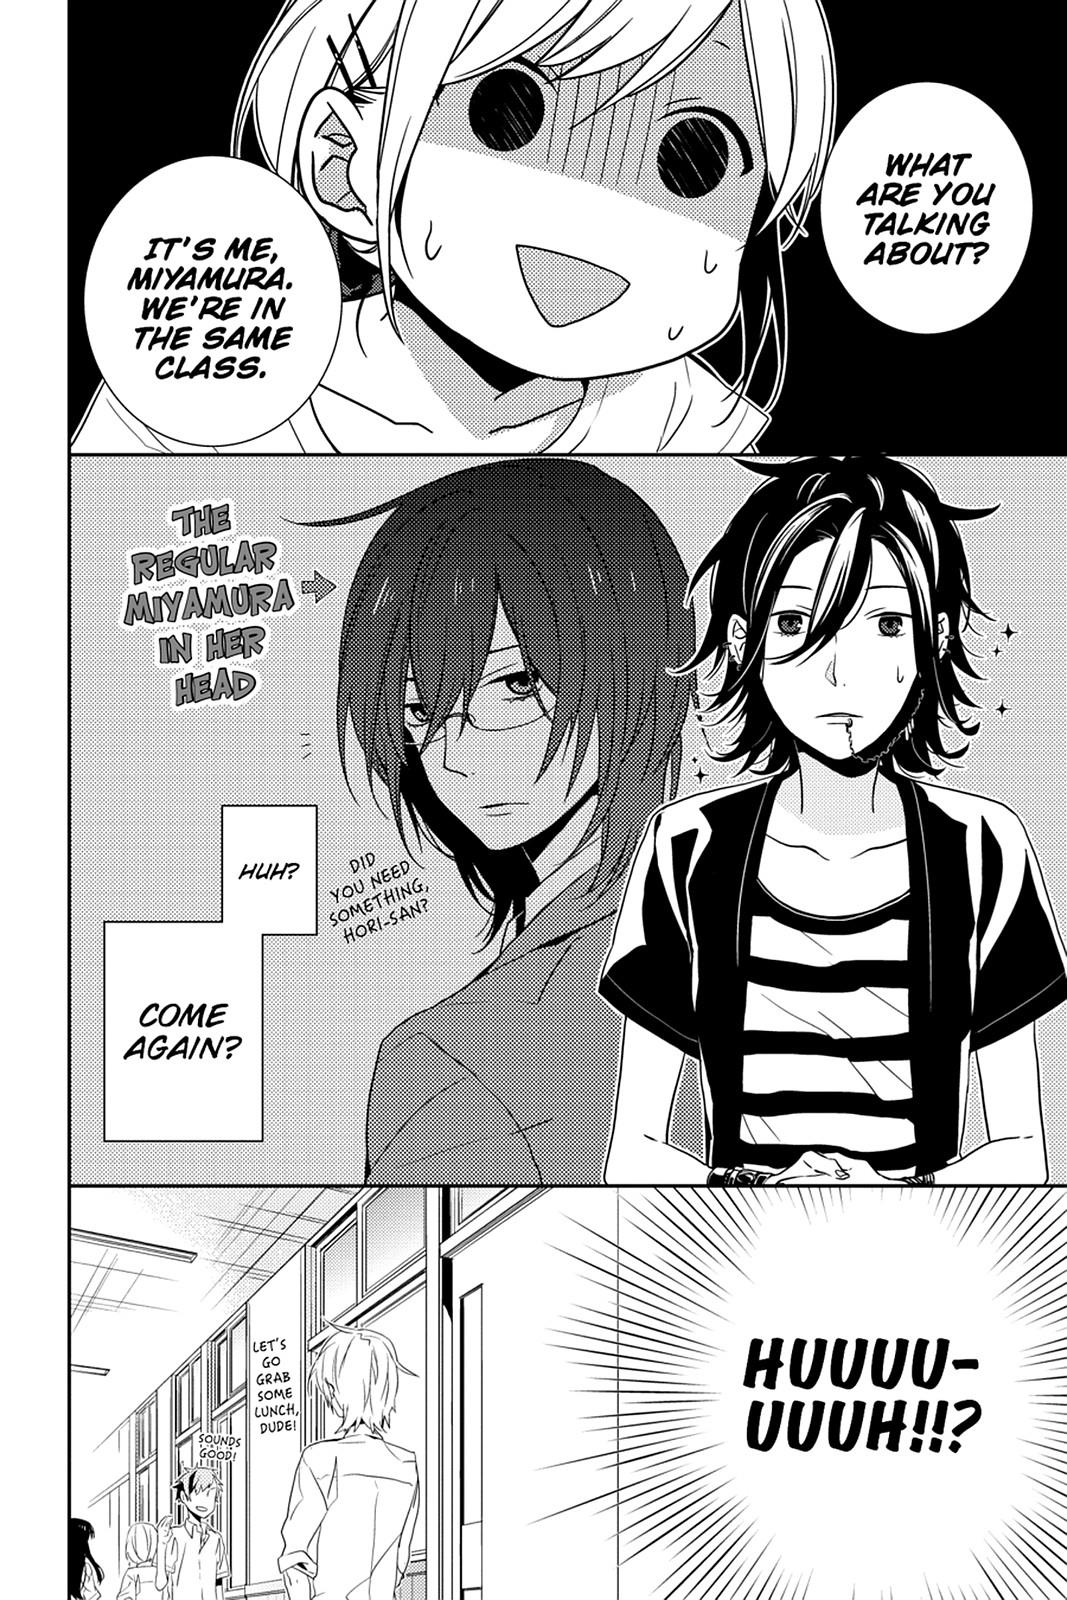 WHAT
ARE YOU
TALKING
ABOUT?
IT'S ME,
MIYAMURA.
WE'RE IN
THE SAME
CLASS.
THE
REGULAR
MIYAMURA
IN HER
HEAD
DID
YOU NEED
SOMETHING,
HORI-SAN?
HUH?
COME
AGAIN?
HUUUU-
UUUH!!?
LET'S
GO
GRAB
SOME
LUNCH,
DUDE!
SOUNDS
GOOD!